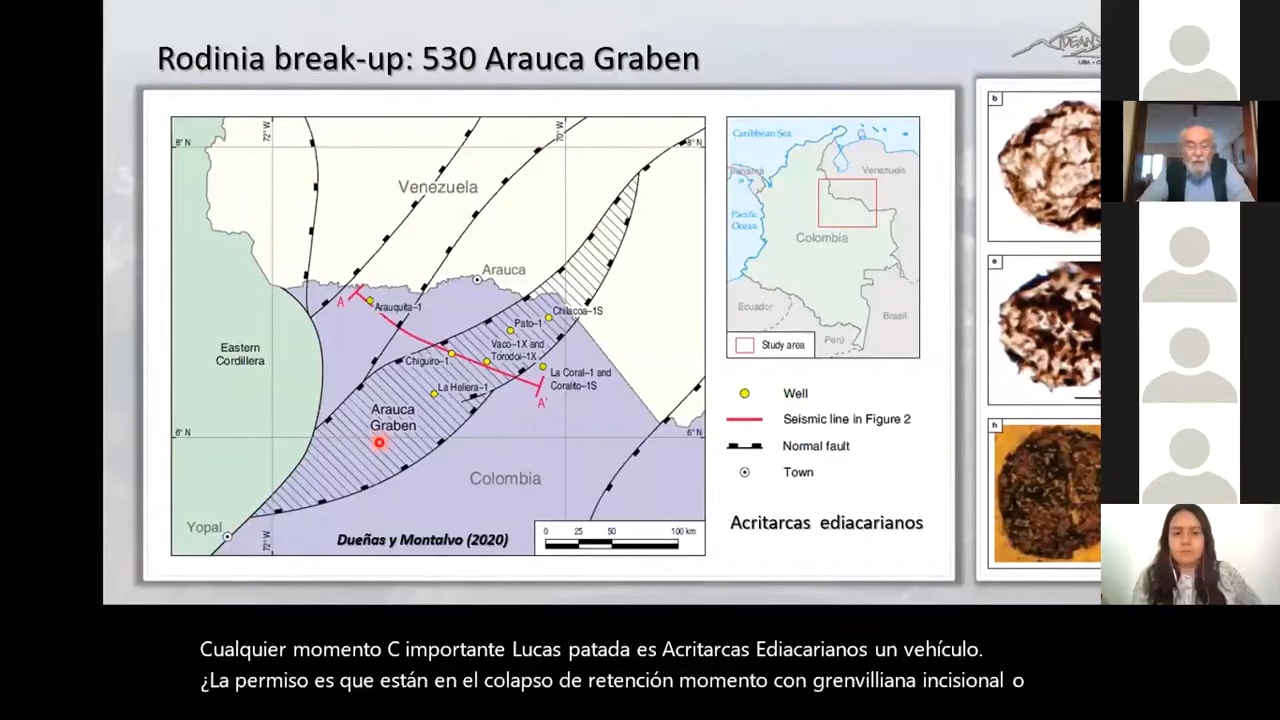 Rodinia break-up: 530 Arauca Graben
IDEANS
8° N
72° W
70° W
8° N
Venezuela
Arauca
A
Arauquita–1
Chilacoa–1S
Pato–1
Vaco–1X and
Torodoi–1X
Chiguiro–1
La Coral–1 and
Coralito–1S
La Heliera–1
A'
Eastern
Cordillera
Arauca
Graben
6° N
6° N
Colombia
Yopal
72° W
Dueñas y Montalvo (2020)
0 25 50 100 km
Caribbean Sea
Panamá
Venezuela
Pacific
Ocean
Colombia
Ecuador
Brasil
Perú
Study area
Well
Seismic line in Figure 2
Normal fault
Town
Acritarcas ediacarianos
b
e
h
Cualquier momento C importante Lucas patada es Acritarcas Ediacarianos un vehículo.
¿La permiso es que están en el colapso de retención momento con grenvilliana incisional o